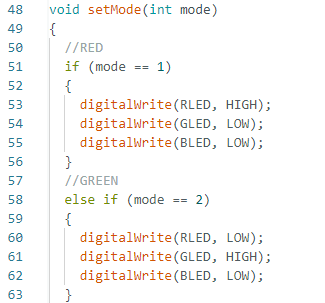 48 void setMode(int mode)
49 {
50 //RED
51 if (mode == 1)
52 {
53 digitalWrite(RLED, HIGH);
54 digitalWrite(GLED, LOW);
55 digitalWrite(BLED, LOW);
56 }
57 //GREEN
58 else if (mode == 2)
59 {
60 digitalWrite(RLED, LOW);
61 digitalWrite(GLED, HIGH);
62 digitalWrite(BLED, LOW);
63 }